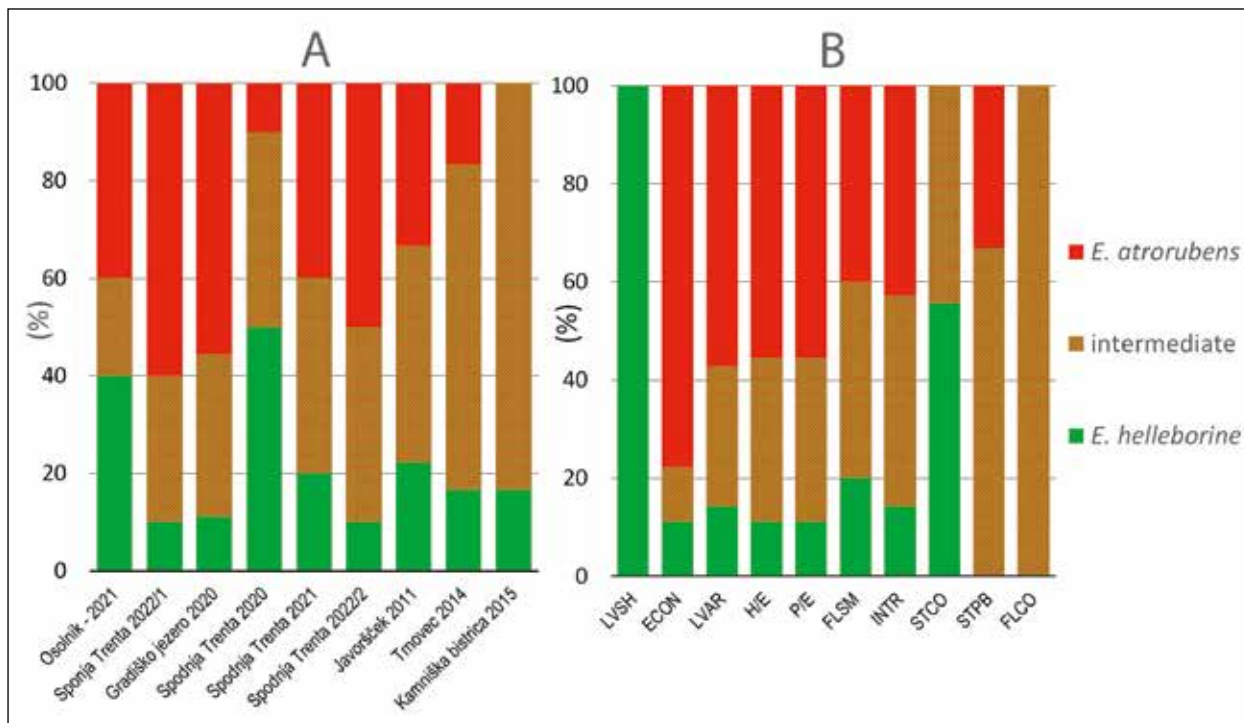 A
B
100
80
60
40
20
0
(%)
Osolnik - 2021
Sponja Trenta 2022/1
Gradiško jezero 2020
Spodnja Trenta 2020
Spodnja Trenta 2021
Spodnja Trenta 2022/2
Javoršček 2011
Trnovec 2014
Kamniška bistrica 2015
100
80
60
40
20
0
(%)
LVSH
ECON
LVAR
H/E
P/E
FLSM
INTR
STCO
STPB
FLCO
E. atrorubens
intermediate
E. helleborine